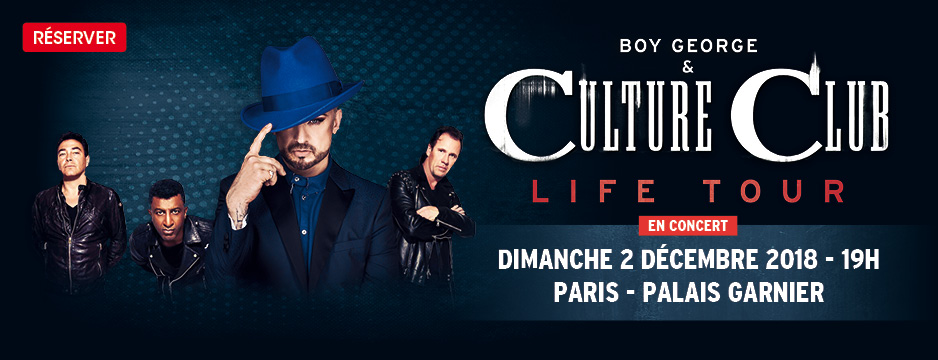 RÉSERVER
BOY GEORGE
&
CULTURE CLUB
LIFE TOUR
EN CONCERT
DIMANCHE 2 DÉCEMBRE 2018 - 19H
PARIS - PALAIS GARNIER